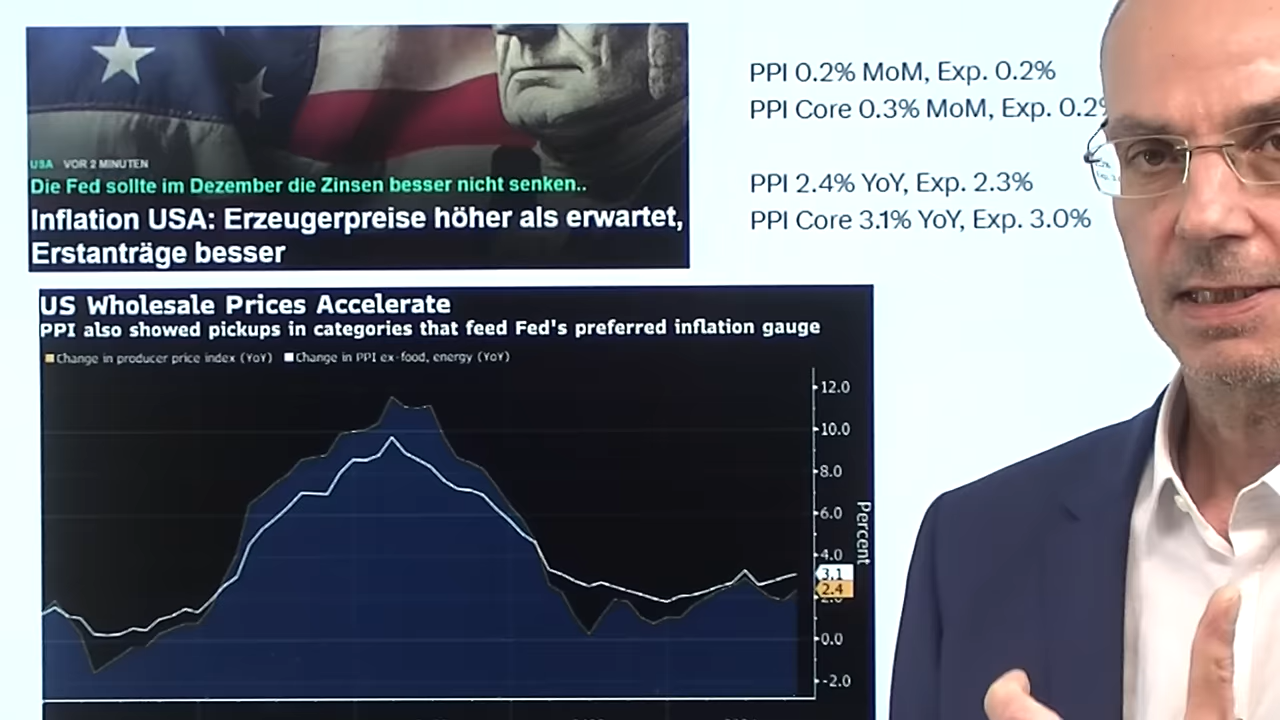 USA VOR 2 MINUTEN
Die Fed sollte im Dezember die Zinsen besser nicht senken..
Inflation USA: Erzeugerpreise höher als erwartet,
Erstanträge besser
PPI 0.2% MoM, Exp. 0.2%
PPI Core 0.3% MoM, Exp. 0.2%
PPI 2.4% YoY, Exp. 2.3%
PPI Core 3.1% YoY, Exp. 3.0%
US Wholesale Prices Accelerate
PPI also showed pickups in categories that feed Fed's preferred inflation gauge
Change in producer price index (YoY) Change in PPI ex-food, energy (YoY)
12.0
10.0
8.0
6.0
4.0
3.1
2.4
0.0
-2.0
Percent